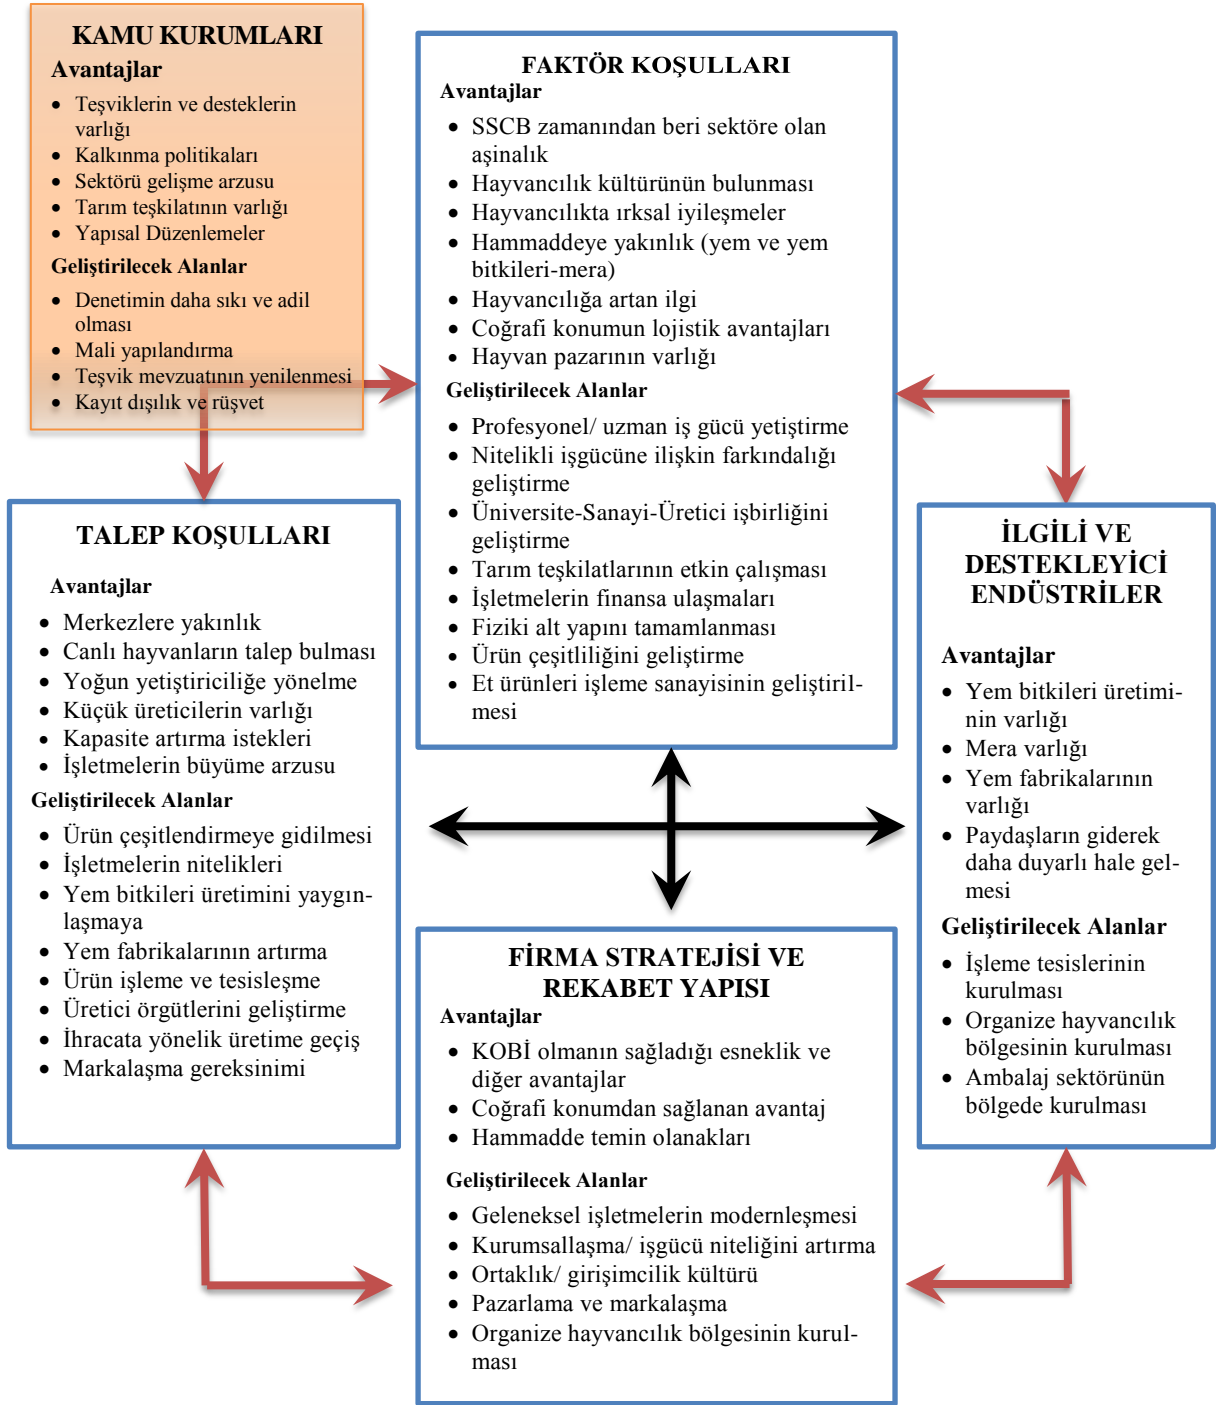 KAMU KURUMLARI
Avantajlar
• Teşviklerin ve desteklerin
varlığı
• Kalkınma politikaları
• Sektörü gelişme arzusu
• Tarım teşkilatının varlığı
• Yapısal Düzenlemeler
Geliştirilecek Alanlar
• Denetimin daha sıkı ve adil
olması
• Mali yapılandırma
• Teşvik mevzuatının yenilenmesi
• Kayıt dışılık ve rüşvet
FAKTÖR KOŞULLARI
Avantajlar
• SSCB zamanından beri sektöre olan
aşinalık
• Hayvancılık kültürünün bulunması
• Hayvancılıkta ırksal iyileşmeler
• Hammaddeye yakınlık (yem ve yem
bitkileri-mera)
• Hayvancılığa artan ilgi
• Coğrafi konumun lojistik avantajları
• Hayvan pazarının varlığı
Geliştirilecek Alanlar
• Profesyonel/ uzman iş gücü yetiştirme
• Nitelikli işgücüne ilişkin farkındalığı
geliştirme
• Üniversite-Sanayi-Üretici işbirliğini
geliştirme
• Tarım teşkilatlarının etkin çalışması
• İşletmelerin finansa ulaşmaları
• Fiziki alt yapını tamamlanması
• Ürün çeşitliliğini geliştirme
• Et ürünleri işleme sanayisinin geliştiril-
mesi
TALEP KOŞULLARI
Avantajlar
• Merkezlere yakınlık
• Canlı hayvanların talep bulması
• Yoğun yetiştiriciliğe yönelme
• Küçük üreticilerin varlığı
• Kapasite artırma istekleri
• İşletmelerin büyüme arzusu
Geliştirilecek Alanlar
• Ürün çeşitlendirmeye gidilmesi
• İşletmelerin nitelikleri
• Yem bitkileri üretimini yaygın-
laşmaya
• Yem fabrikalarının artırma
• Ürün işleme ve tesisleşme
• Üretici örgütlerini geliştirme
• İhracata yönelik üretime geçiş
• Markalaşma gereksinimi
İLGİLİ VE
DESTEKLEYİCİ
ENDÜSTRİLER
Avantajlar
• Yem bitkileri üretimi-
nin varlığı
• Mera varlığı
• Yem fabrikalarının
varlığı
• Paydaşların giderek
daha duyarlı hale gel-
mesi
Geliştirilecek Alanlar
• İşleme tesislerinin
kurulması
• Organize hayvancılık
bölgesinin kurulması
• Ambalaj sektörünün
bölgede kurulması
FİRMA STRATEJİSİ VE
REKABET YAPISI
Avantajlar
• KOBİ olmanın sağladığı esneklik ve
diğer avantajlar
• Coğrafi konumdan sağlanan avantaj
• Hammadde temin olanakları
Geliştirilecek Alanlar
• Geleneksel işletmelerin modernleşmesi
• Kurumsallaşma/ işgücü niteliğini artırma
• Ortaklık/ girişimcilik kültürü
• Pazarlama ve markalaşma
• Organize hayvancılık bölgesinin kurul-
ması